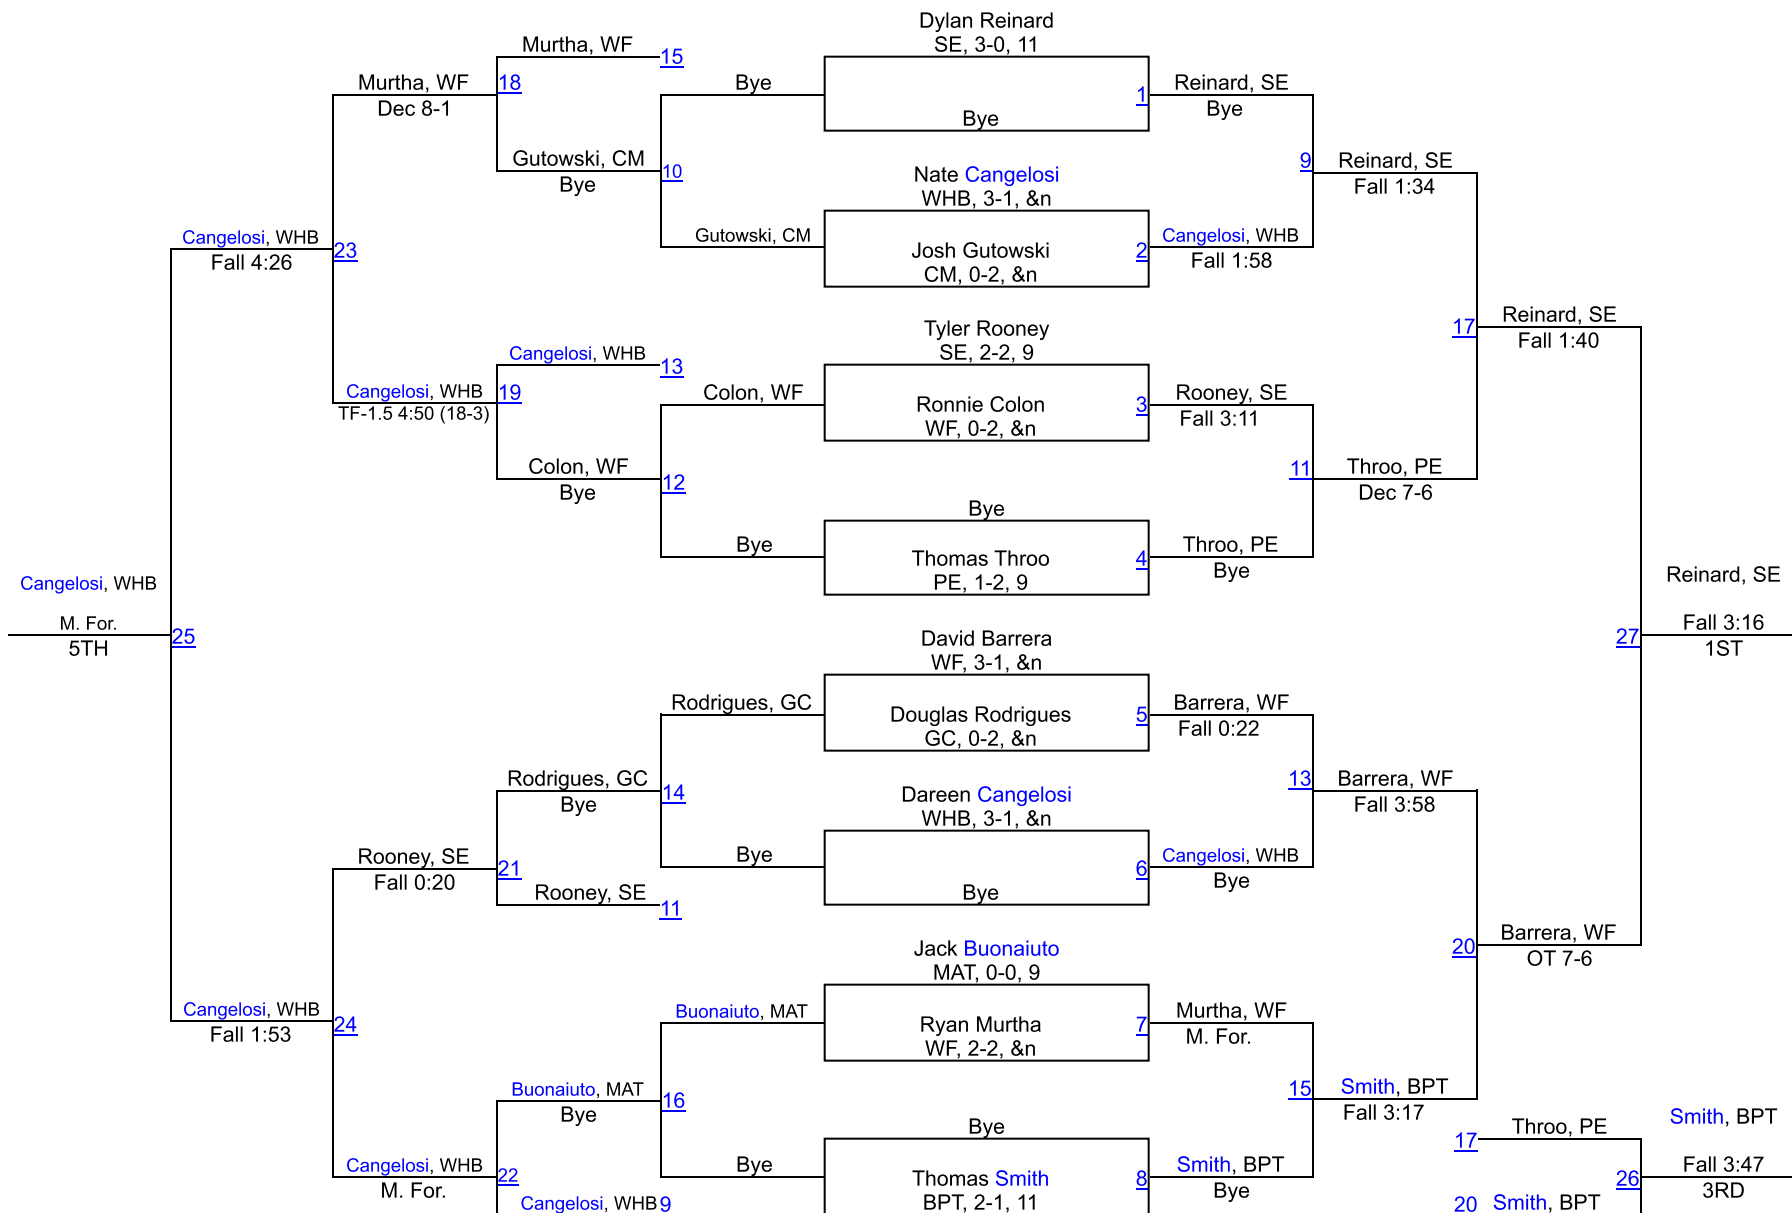 Dylan Reinard
SE, 3-0, 11
Murtha, WF
15
Murtha, WF
18
Bye
1
Reinard, SE
Dec 8-1
Bye
Bye
Gutowski, CM
10
9
Reinard, SE
Bye
Nate Cangelosi
Fall 1:34
WHB, 3-1, &n
Cangelosi, WHB
23
Gutowski, CM
Josh Gutowski
2
Cangelosi, WHB
Fall 4:26
CM, 0-2, &n
Fall 1:58
Tyler Rooney
17
Reinard, SE
Cangelosi, WHB
13
SE, 2-2, 9
Fall 1:40
Cangelosi, WHB
19
Colon, WF
Ronnie Colon
3
Rooney, SE
TF-1.5 4:50 (18-3)
WF, 0-2, &n
Fall 3:11
Colon, WF
12
11
Throo, PE
Bye
Dec 7-6
Bye
Bye
Thomas Throo
4
Throo, PE
PE, 1-2, 9
Bye
Cangelosi, WHB
Reinard, SE
M. For.
25
David Barrera
27
Fall 3:16
5TH
WF, 3-1, &n
1ST
Rodrigues, GC
Douglas Rodrigues
5
Barrera, WF
GC, 0-2, &n
Fall 0:22
Rodrigues, GC
14
Dareen Cangelosi
13
Barrera, WF
Bye
WHB, 3-1, &n
Fall 3:58
Rooney, SE
21
Bye
6
Cangelosi, WHB
Fall 0:20
Bye
Bye
Rooney, SE
11
Jack Buonaiuto
20
Barrera, WF
MAT, 0-0, 9
OT 7-6
Cangelosi, WHB
24
Buonaiuto, MAT
Ryan Murtha
7
Murtha, WF
Fall 1:53
WF, 2-2, &n
M. For.
Buonaiuto, MAT
16
15
Smith, BPT
Bye
Fall 3:17
Bye
17
Throo, PE
Smith, BPT
Cangelosi, WHB
22
Bye
Thomas Smith
8
Smith, BPT
26
Fall 3:47
M. For.
BPT, 2-1, 11
Bye
3RD
Cangelosi, WHB
9
20
Smith, BPT